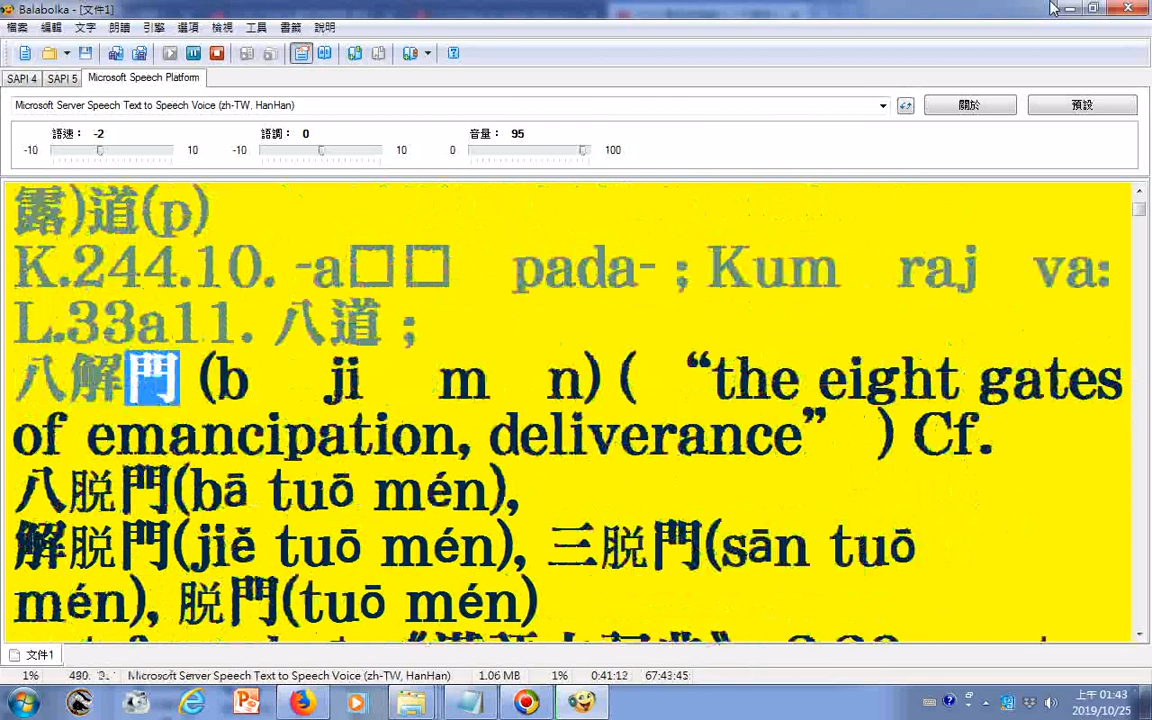 Balabolka - [文件1]
檔案 編輯 文字 朗讀 引擎 選項 檢視 工具 書籤 說明
SAPI 4 SAPI 5 Microsoft Speech Platform
Microsoft Server Speech Text to Speech Voice (zh-TW, HanHan) 關於 預設
語速： -2 語調： 0 音量： 95
-10 10 -10 10 0 100
露)道(p)
K.244.10. -a□□ pada- ; Kum raj va:
L.33a11. 八道 ;
八解門 (b ji m n) ( “the eight gates
of emancipation, deliverance” ) Cf.
八脱門(bā tuō mén),
解脱門(jiě tuō mén), 三脱門(sān tuō
mén), 脱門(tuō mén)
文件1
1% Microsoft Server Speech Text to Speech Voice (zh-TW, HanHan) 1.06 MB 1% 0:41:12 67:43:45
上午 01:43
2019/10/25